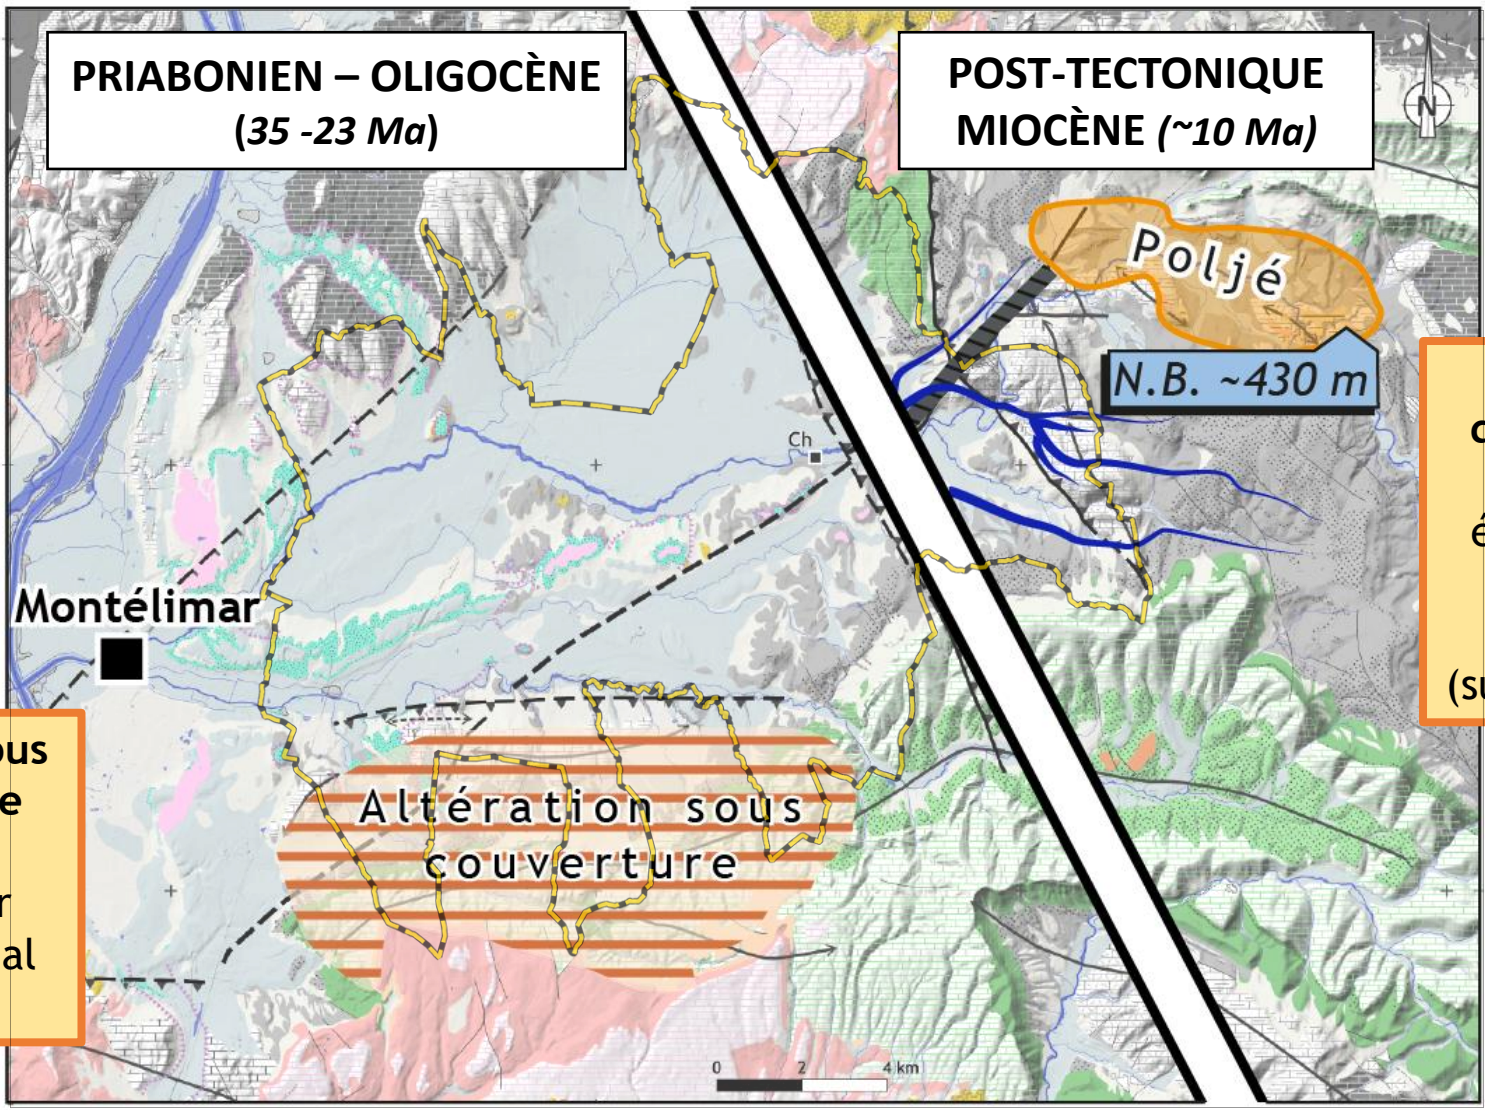 PRIABONIEN – OLIGOCÈNE
(35 -23 Ma)
POST-TECTONIQUE
MIOCÈNE (~10 Ma)
N
Poljé
N.B. ~430 m
Ch
Montélimar
(su
Altération sous
couverture
0 2 4 km